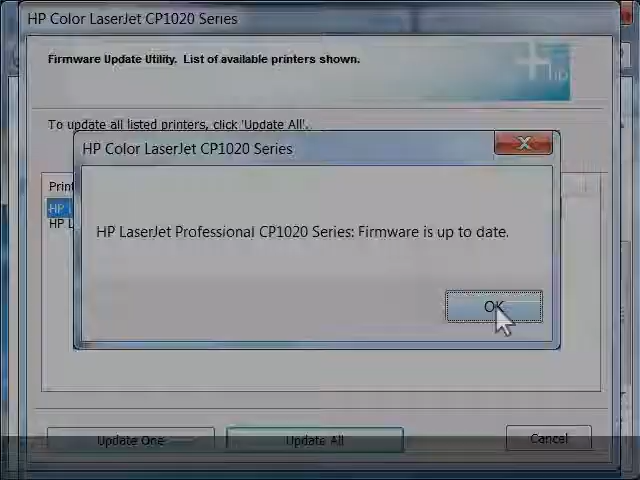 HP Color LaserJet CP1020 Series
Firmware Update Utility. List of available printers shown.
To update all listed printers, click 'Update All'.
HP Color LaserJet CP1020 Series
HP LaserJet Professional CP1020 Series: Firmware is up to date.
OK
HP
HP L
Update One
Update All
Cancel